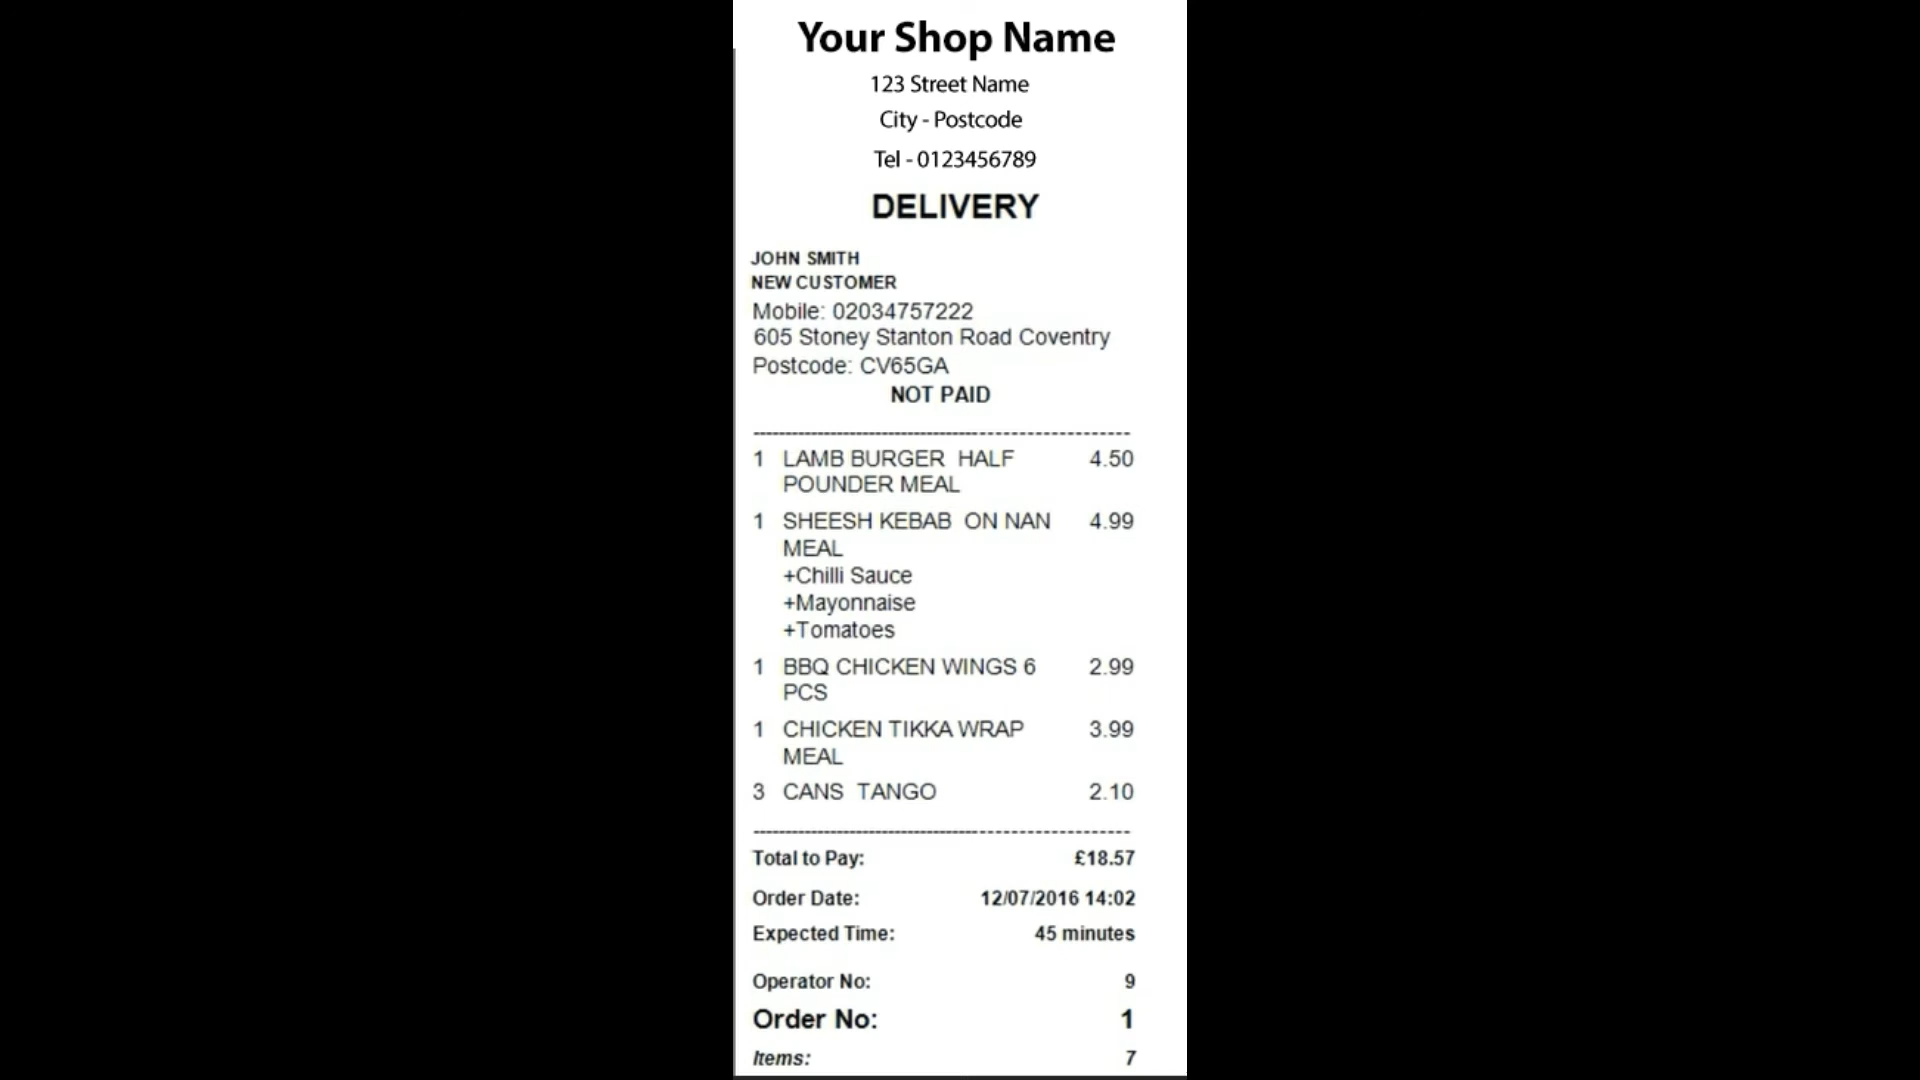 Your Shop Name
123 Street Name
City - Postcode
Tel - 0123456789
DELIVERY
JOHN SMITH
NEW CUSTOMER
Mobile: 02034757222
605 Stoney Stanton Road Coventry
Postcode: CV65GA
NOT PAID
1 LAMB BURGER HALF 4.50
POUNDER MEAL
1 SHEESH KEBAB ON NAN 4.99
MEAL
+Chilli Sauce
+Mayonnaise
+Tomatoes
1 BBQ CHICKEN WINGS 6 2.99
PCS
1 CHICKEN TIKKA WRAP 3.99
MEAL
3 CANS TANGO 2.10
Total to Pay: £18.57
Order Date: 12/07/2016 14:02
Expected Time: 45 minutes
Operator No: 9
Order No: 1
Items: 7